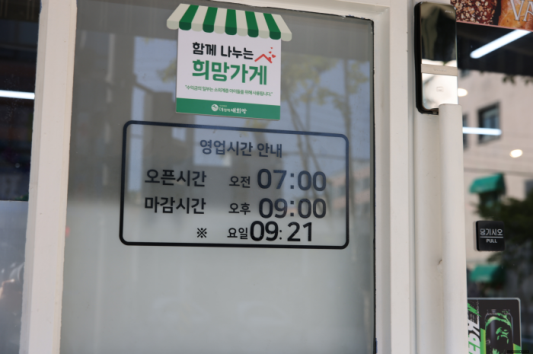 함께 나누는
희망가게
영업시간 안내
오픈시간 오전 07:00
마감시간 오후 09:00
※ 요일 09:21
당기시오
PULL